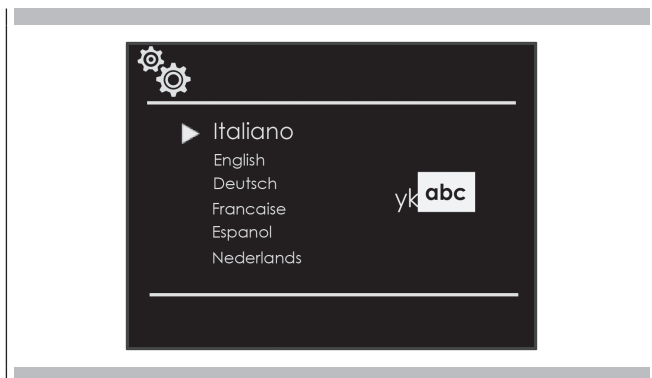 Italiano
English
Deutsch
Francaise
Espanol
Nederlands
yk abc